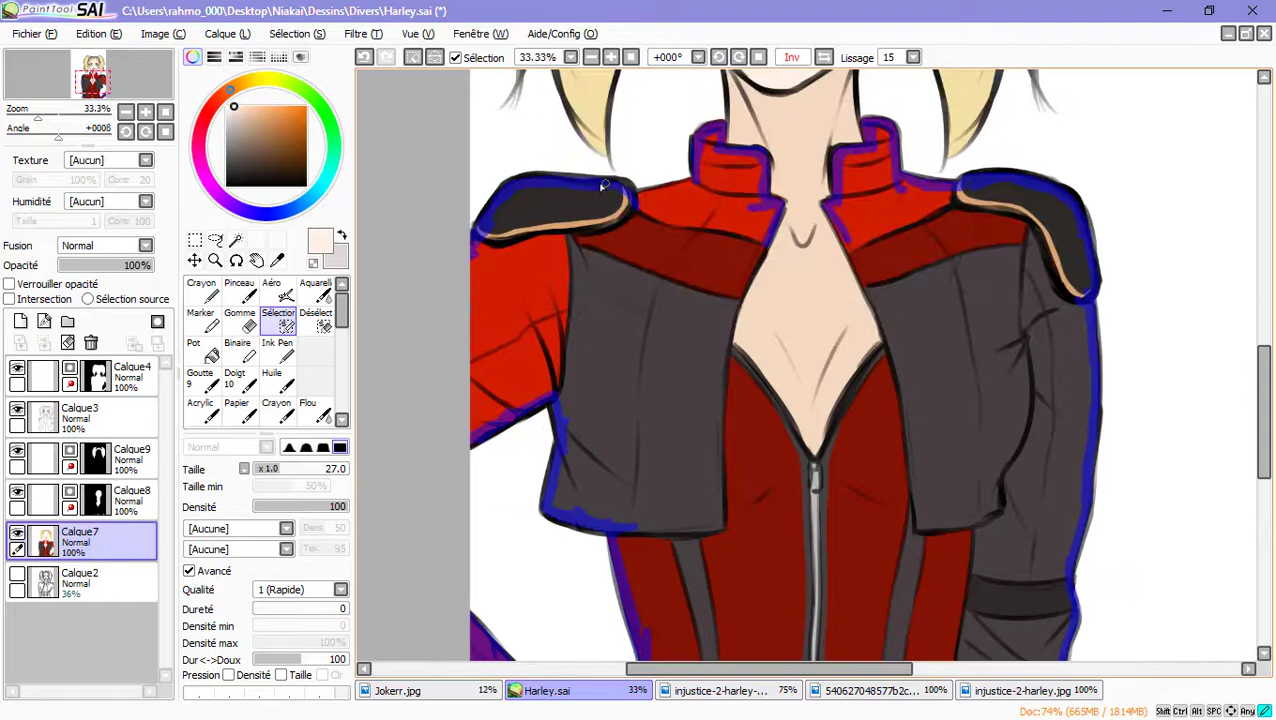 PaintTool SAI C:\Users\rahmo_000\Desktop\Niakai\Dessins\Divers\Harley.sai (*)
Fichier (F) Edition (E) Image (C) Calque (L) Sélection (S) Filtre (T) Vue (V) Fenêtre (W) Aide/Config (O)
Sélection 33.33% +000° Inv Lissage 15
Zoom 33.3%
Angle +000ß
Texture [Aucun]
Grain 100% Contr 20
Humidité [Aucun]
Taille 1 Contr 100
Fusion Normal
Opacité 100%
Verrouiller opacité
Intersection Sélection source
Calque4
Normal
100%
Calque3
Normal
100%
Calque9
Normal
100%
Calque8
Normal
100%
Calque7
Normal
100%
Calque2
Normal
36%
Crayon Pinceau Aéro Aquarelle
Marker Gomme Sélection Désélect
Pot Binaire Ink Pen
Goutte 9 Doigt 10 Huile
Acrylic Papier Crayon Flou
Normal
Taille x 1.0 27.0
Taille min 50%
Densité 100
[Aucune] Dens 50
[Aucune] Tex. 95
Avancé
Qualité 1 (Rapide)
Dureté 0
Densité min 0
Densité max 100%
Dur<->Doux 100
Pression Densité Taille Clr
Jokerr.jpg 12% Harley.sai 33% injustice-2-harley-... 75% 540627048577b2c... 100% injustice-2-harley.jpg 100%
Doc:74% (665MB / 1814MB) Shift Ctrl Alt SPC Any